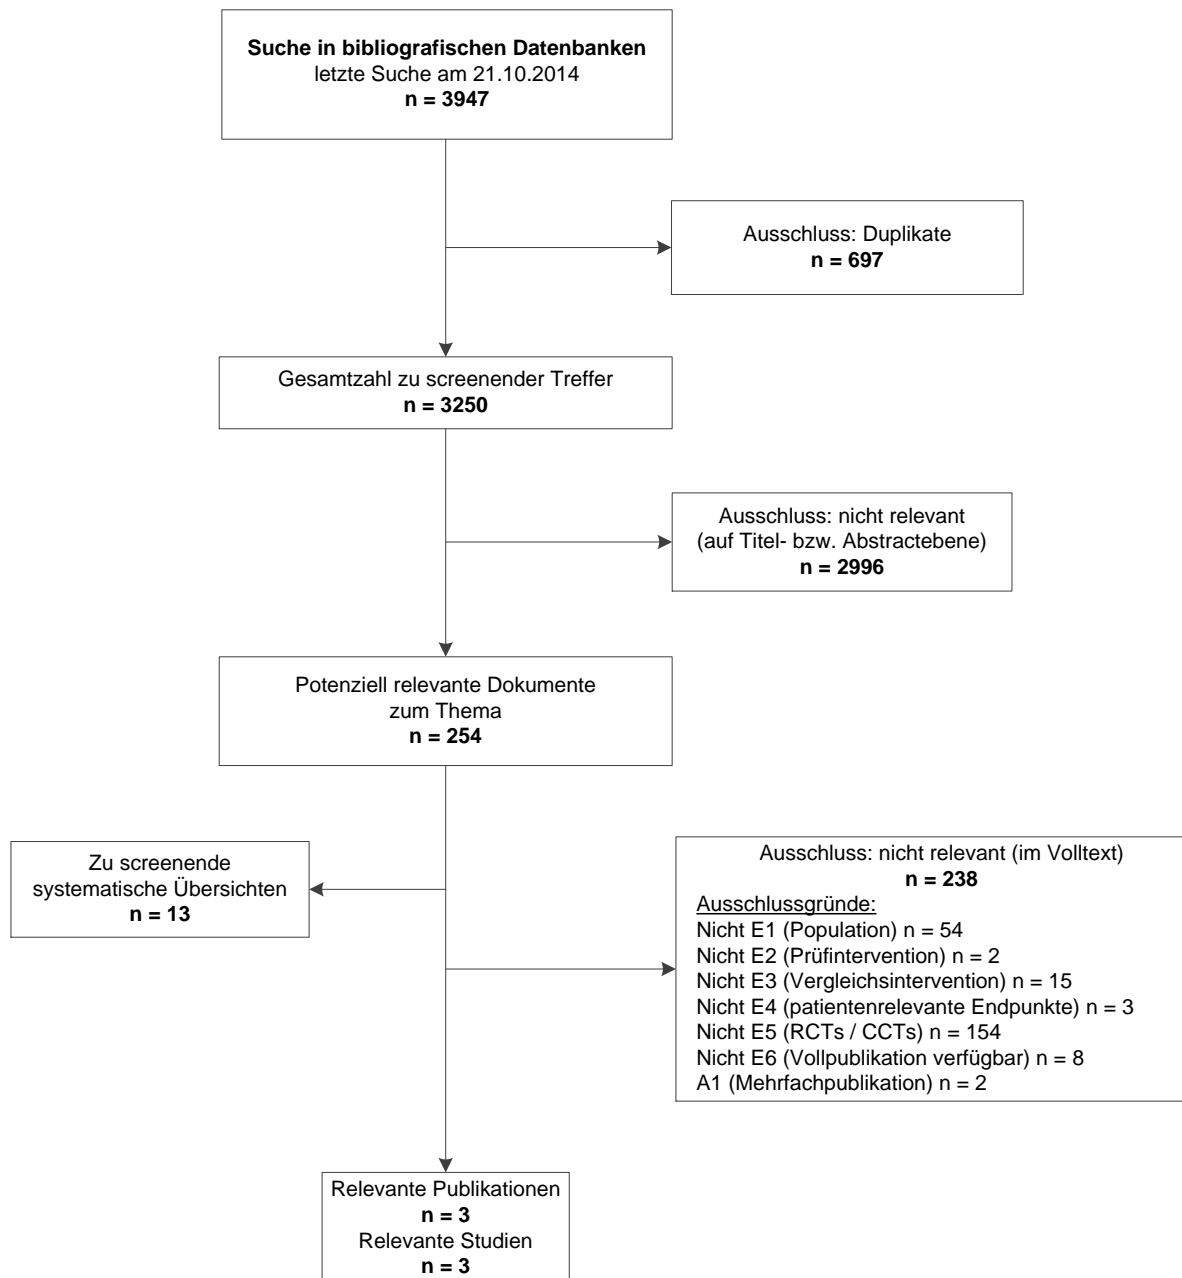 Suche in bibliografischen Datenbanken
letzte Suche am 21.10.2014
n = 3947
Ausschluss: Duplikate
n = 697
Gesamtzahl zu screenender Treffer
n = 3250
Ausschluss: nicht relevant
(auf Titel- bzw. Abstractebene)
n = 2996
Potenziell relevante Dokumente
zum Thema
n = 254
Zu screenende
systematische Übersichten
n = 13
Ausschluss: nicht relevant (im Volltext)
n = 238
Ausschlussgründe:
Nicht E1 (Population) n = 54
Nicht E2 (Prüfintervention) n = 2
Nicht E3 (Vergleichsintervention) n = 15
Nicht E4 (patientenrelevante Endpunkte) n = 3
Nicht E5 (RCTs / CCTs) n = 154
Nicht E6 (Vollpublikation verfügbar) n = 8
A1 (Mehrfachpublikation) n = 2
Relevante Publikationen
n = 3
Relevante Studien
n = 3